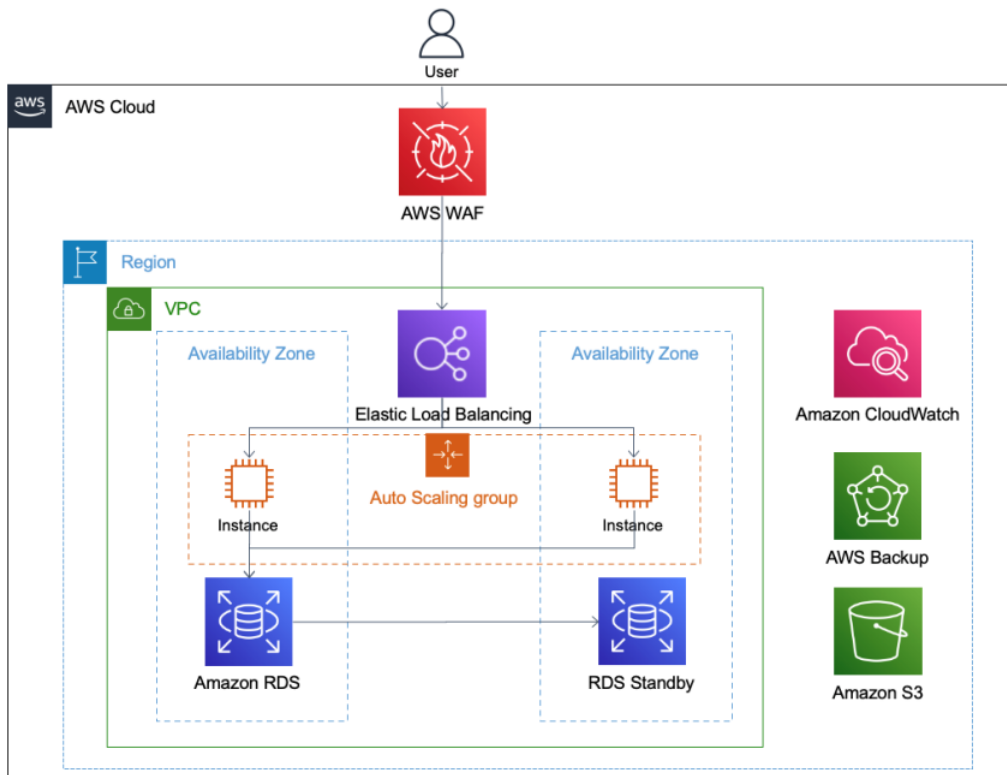 User
aws
AWS Cloud
AWS WAF
Region
VPC
Availability Zone
Availability Zone
Elastic Load Balancing
Amazon CloudWatch
Auto Scaling group
Instance
Instance
AWS Backup
Amazon RDS
RDS Standby
Amazon S3